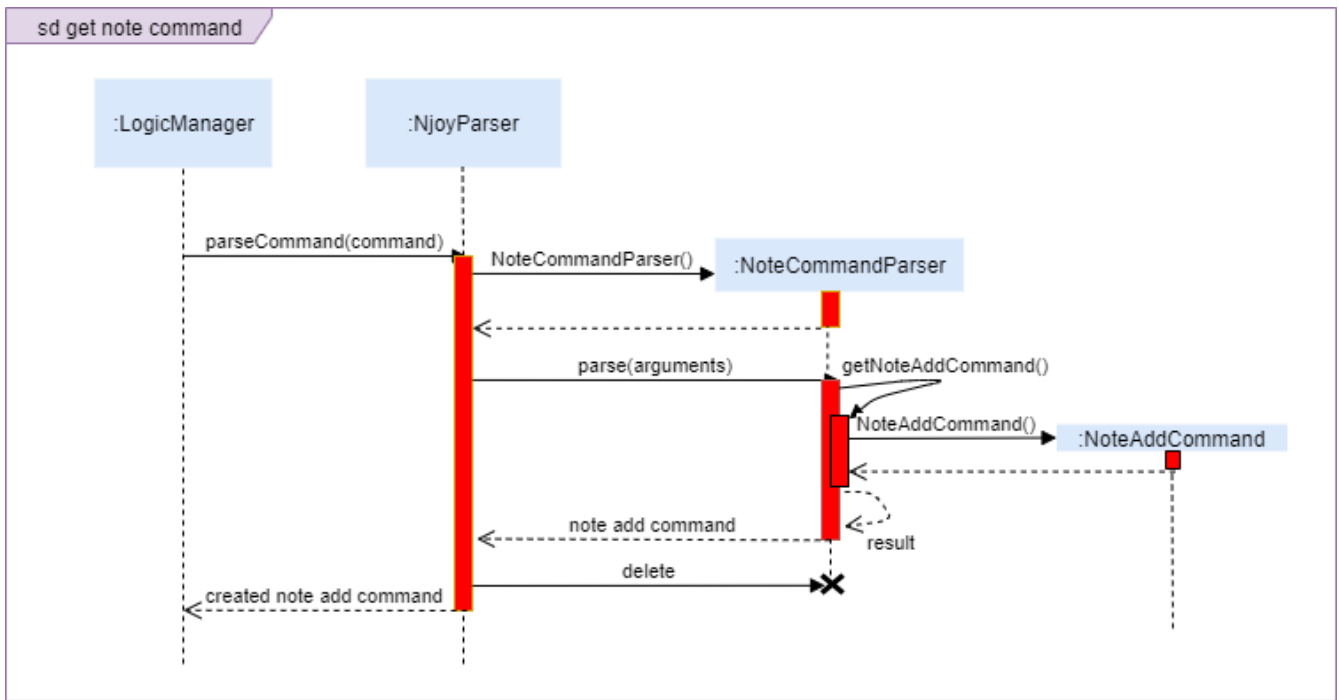 sd get note command
:LogicManager
:NjoyParser
parseCommand(command)
NoteCommandParser()
:NoteCommandParser
parse(arguments)
getNoteAddCommand()
NoteAddCommand()
:NoteAddCommand
note add command
result
delete
created note add command